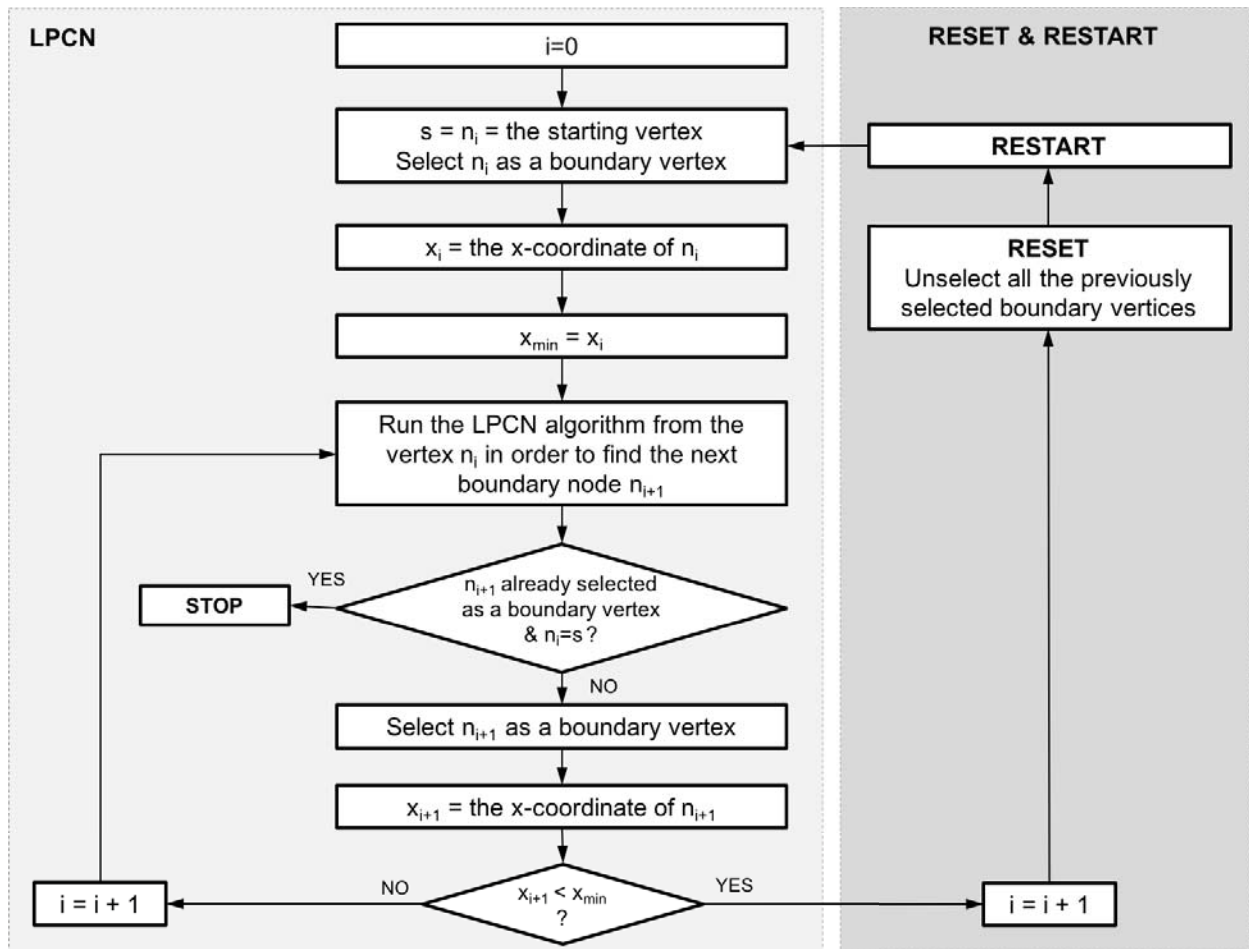 LPCN
i=0
s = nᵢ = the starting vertex
Select nᵢ as a boundary vertex
xᵢ = the x-coordinate of nᵢ
xₘᵢₙ = xᵢ
Run the LPCN algorithm from the
vertex nᵢ in order to find the next
boundary node nᵢ₊₁
nᵢ₊₁ already selected
as a boundary vertex
& nᵢ=s ?
YES
STOP
NO
Select nᵢ₊₁ as a boundary vertex
xᵢ₊₁ = the x-coordinate of nᵢ₊₁
xᵢ₊₁ < xₘᵢₙ
?
NO
i = i + 1
YES
i = i + 1
RESET & RESTART
RESTART
RESET
Unselect all the previously
selected boundary vertices